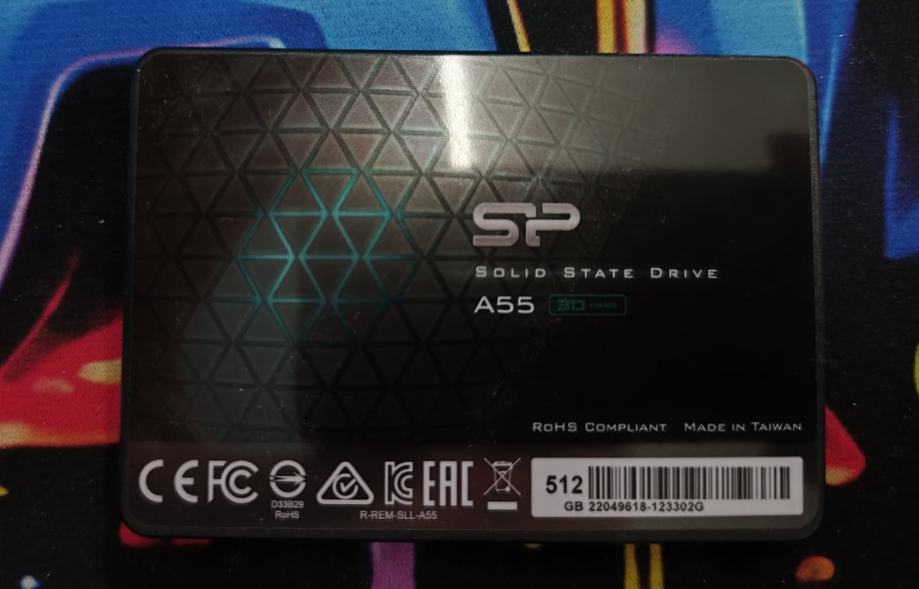 SP
SOLID STATE DRIVE
A55 3D NAND
ROHS COMPLIANT MADE IN TAIWAN
CE FC EAC
D33B29
RoHS
R-REM-SLL-A55
512
GB 22049618-123302G